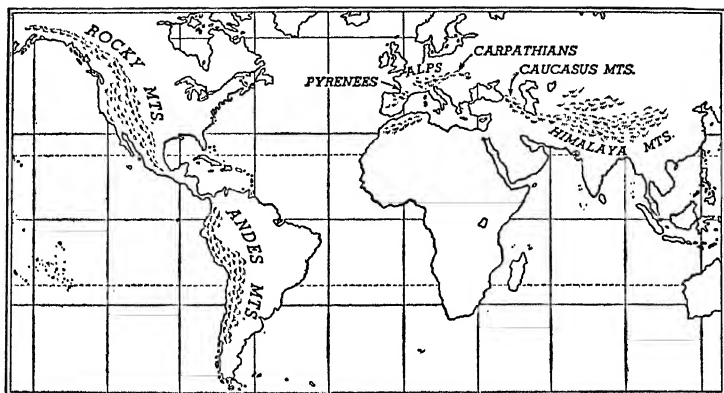 ROCKY MTS.
ALPS
CARPATHIANS
PYRENEES
CAUCASUS MTS.
HIMALAYA MTS.
ANDES MTS